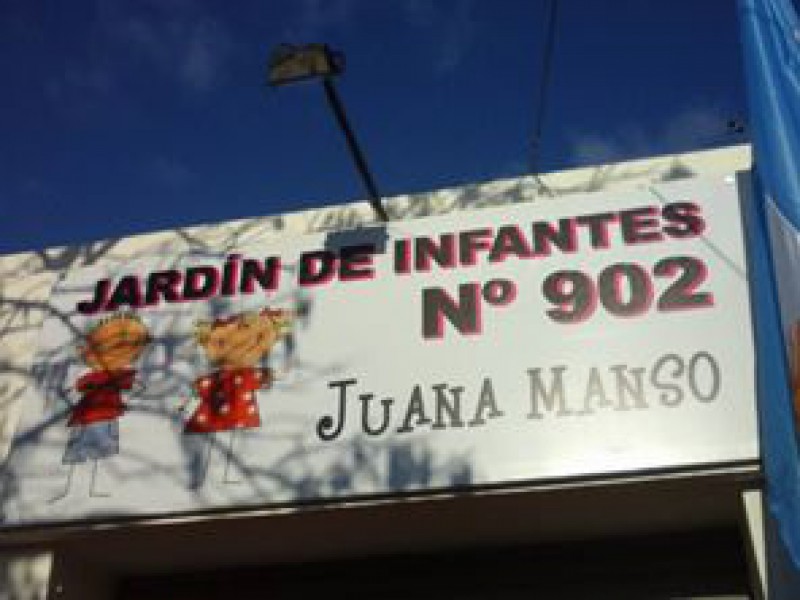 JARDÍN DE INFANTES
Nº 902
JUANA MANSO